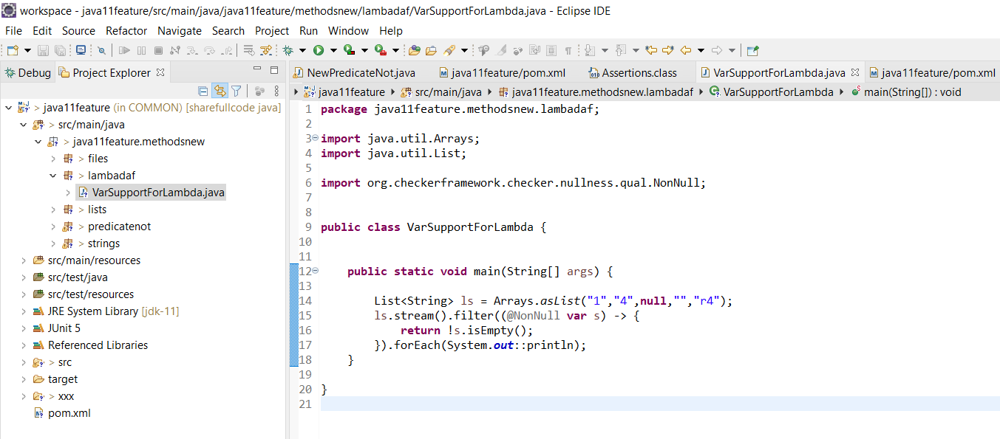 workspace - java11feature/src/main/java/java11feature/methodsnew/lambadaf/VarSupportForLambda.java - Eclipse IDE
File Edit Source Refactor Navigate Search Project Run Window Help
Debug Project Explorer
NewPredicateNot.java java11feature/pom.xml Assertions.class VarSupportForLambda.java java11feature/pom.xml
java11feature src/main/java java11feature.methodsnew.lambadaf VarSupportForLambda main(String[]) : void
> java11feature (in COMMON) [sharefullcode java]
> src/main/java
> java11feature.methodsnew
> files
> lambadaf
VarSupportForLambda.java
> lists
> predicatenot
> strings
src/main/resources
src/test/java
src/test/resources
JRE System Library [jdk-11]
JUnit 5
Referenced Libraries
> src
target
> xxx
pom.xml
1 package java11feature.methodsnew.lambadaf;
2
3 import java.util.Arrays;
4 import java.util.List;
5
6 import org.checkerframework.checker.nullness.qual.NonNull;
7
8
9 public class VarSupportForLambda {
10
11
12 public static void main(String[] args) {
13
14 List<String> ls = Arrays.asList("1","4",null,"","r4");
15 ls.stream().filter((@NonNull var s) -> {
16 return !s.isEmpty();
17 }).forEach(System.out::println);
18 }
19
20 }
21